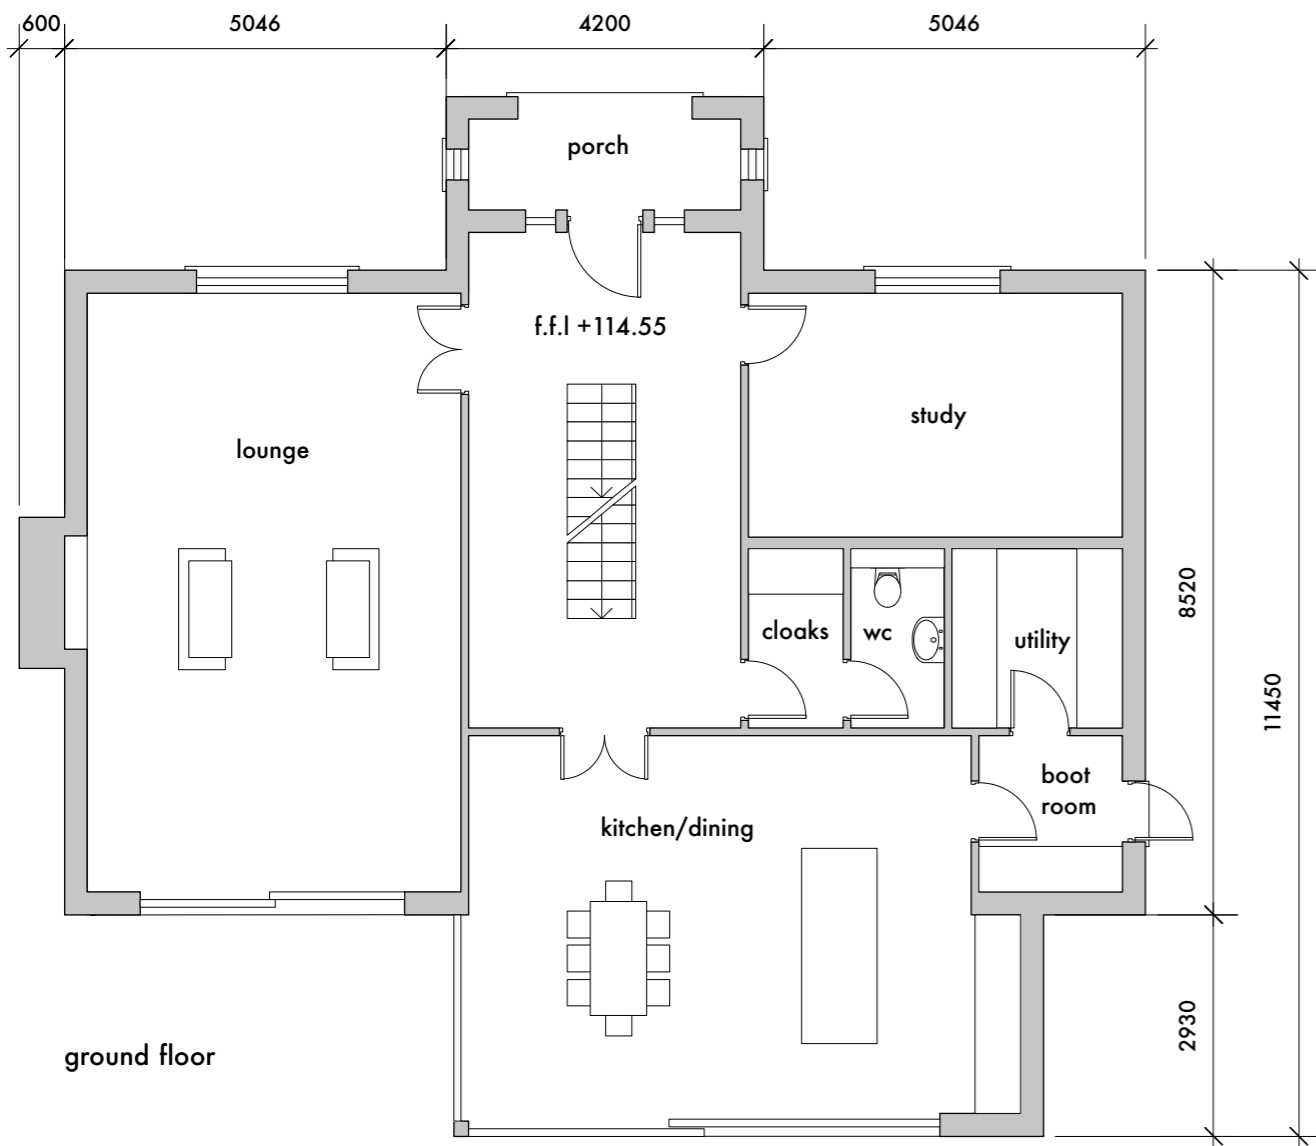 600
5046
4200
5046
porch
f.f.l +114.55
lounge
study
8520
cloaks
wc
utility
11450
boot
room
kitchen/dining
2930
ground floor